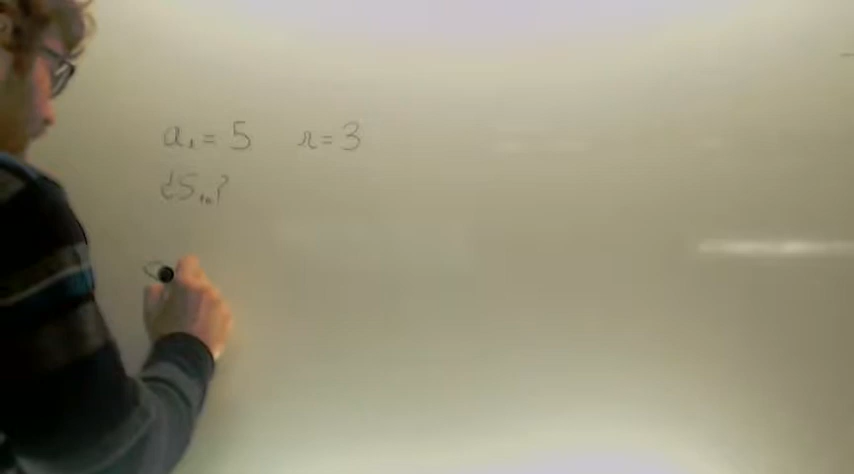 a₁ = 5 r = 3
¿S₁₀?